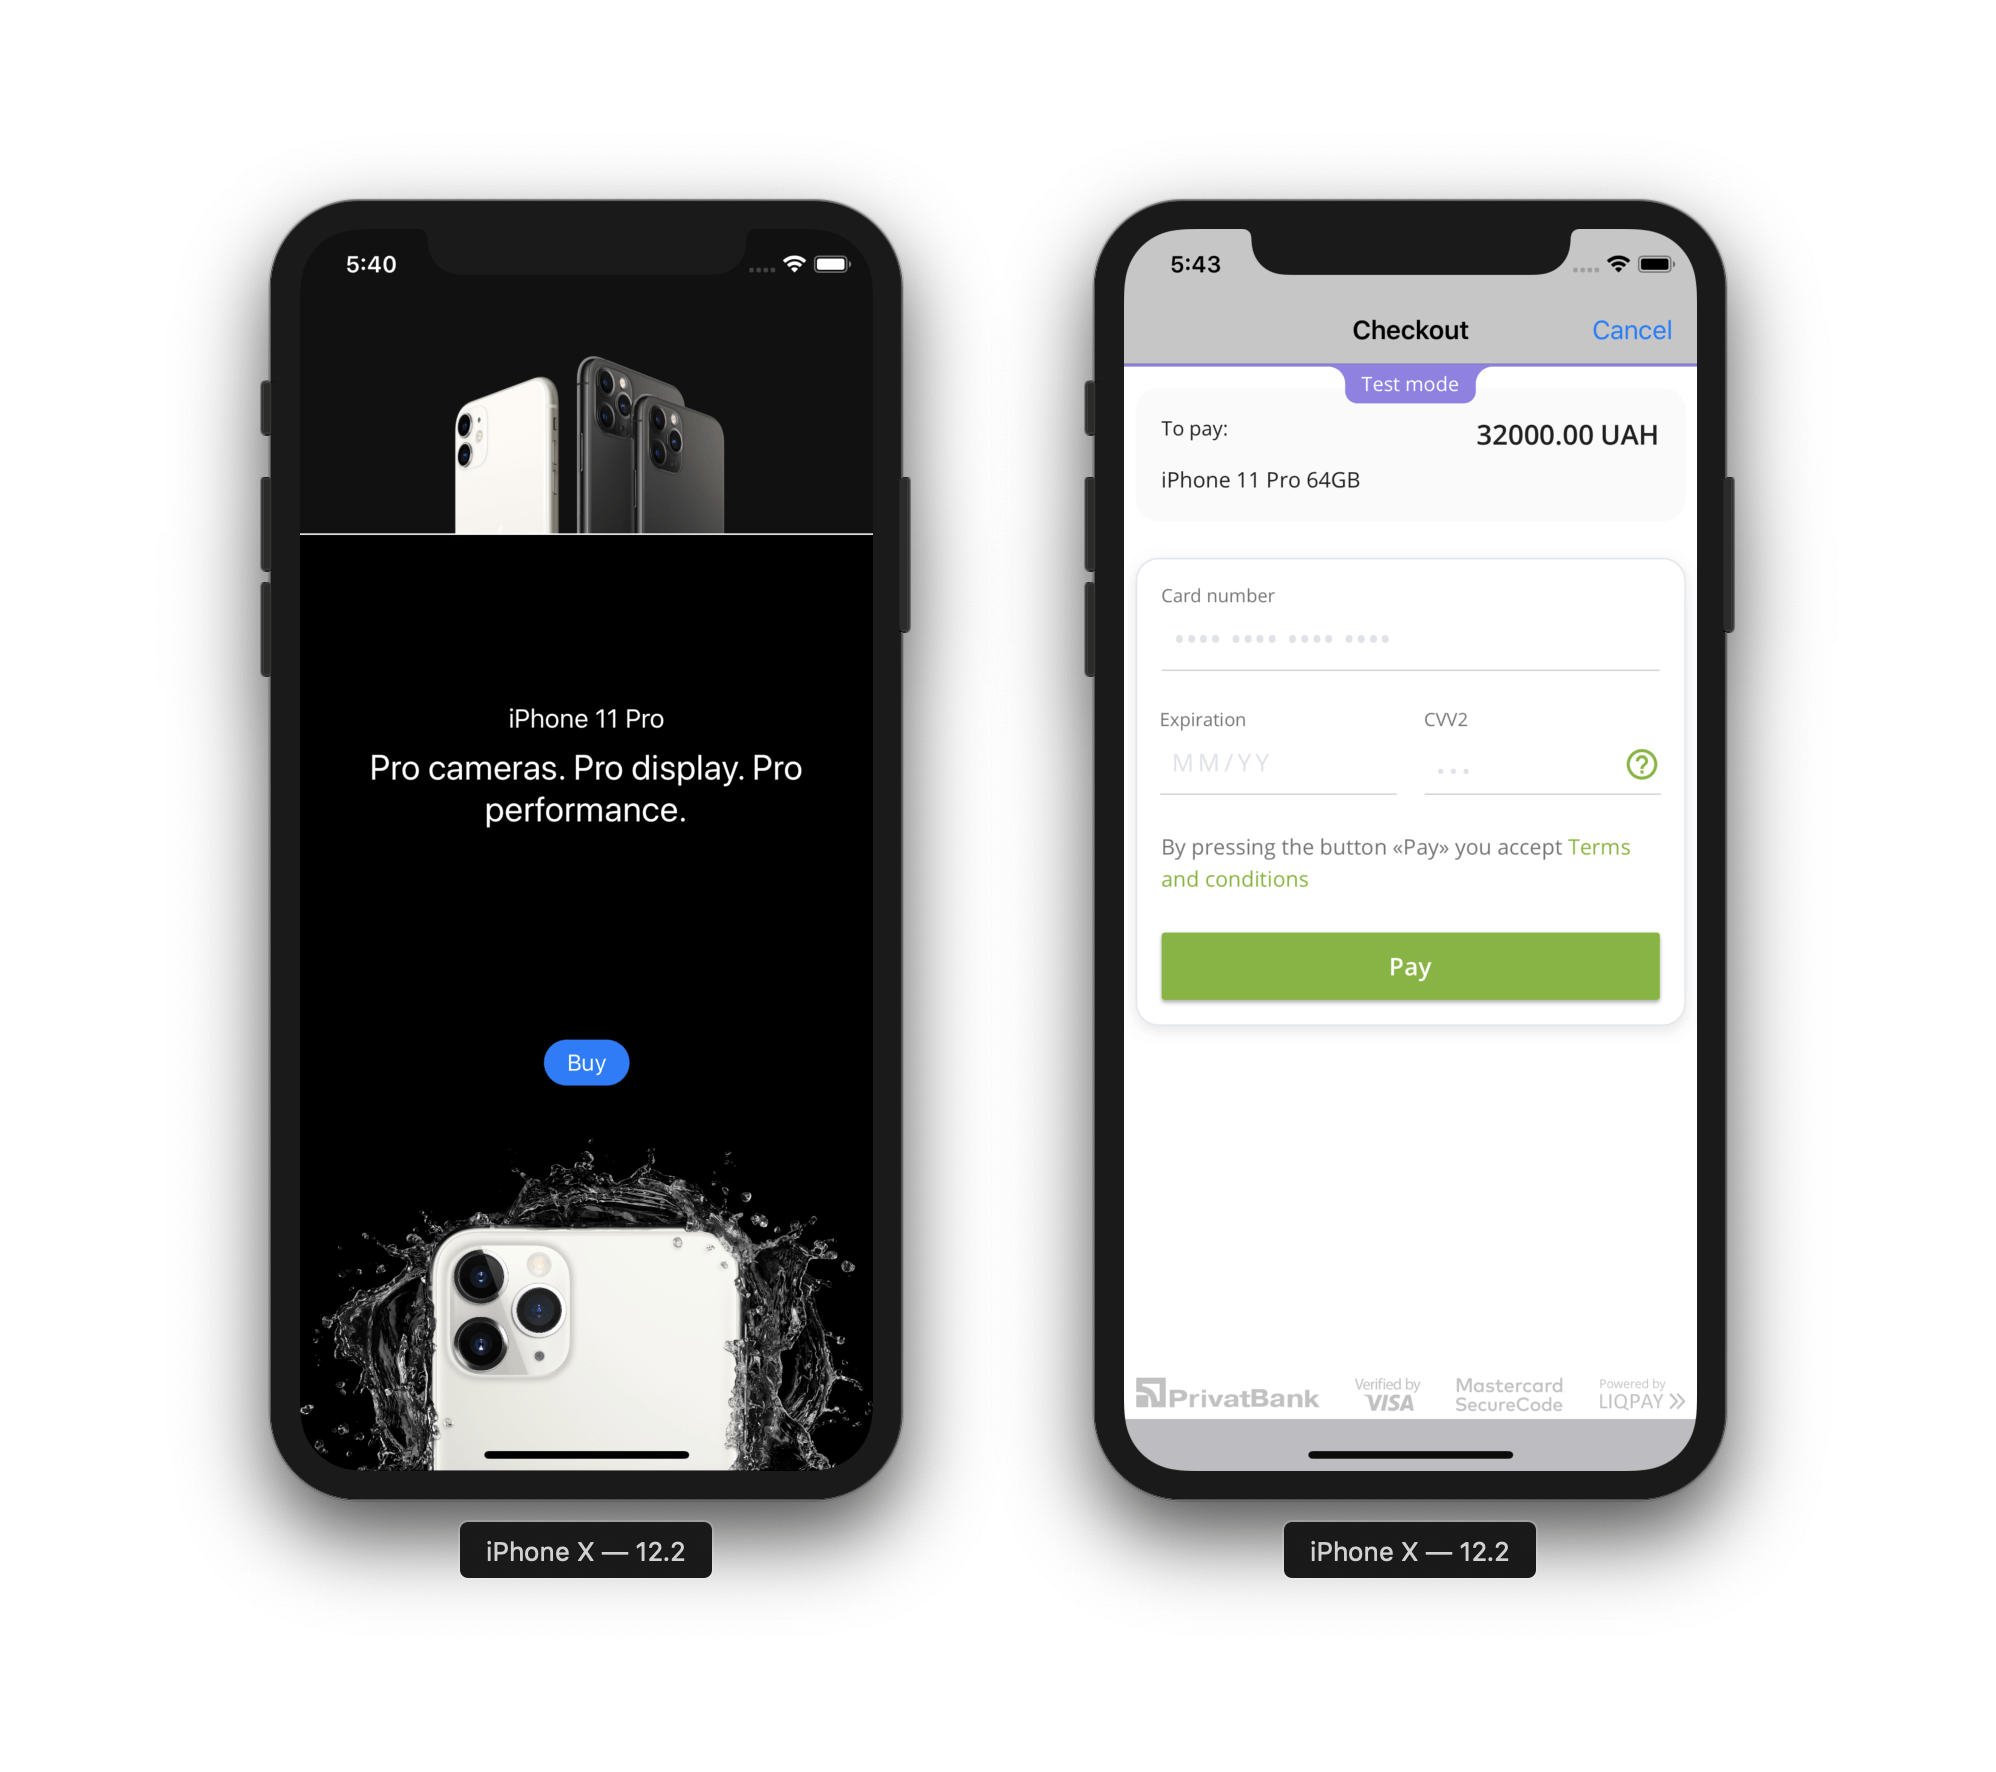 5:40
iPhone 11 Pro
Pro cameras. Pro display. Pro
performance.
Buy
iPhone X — 12.2
5:43
Checkout
Cancel
Test mode
To pay:
32000.00 UAH
iPhone 11 Pro 64GB
Card number
Expiration
CVV2
MM/YY
By pressing the button «Pay» you accept Terms
and conditions
Pay
PrivatBank
Verified by
VISA
Mastercard
SecureCode
Powered by
LIQPAY
iPhone X — 12.2